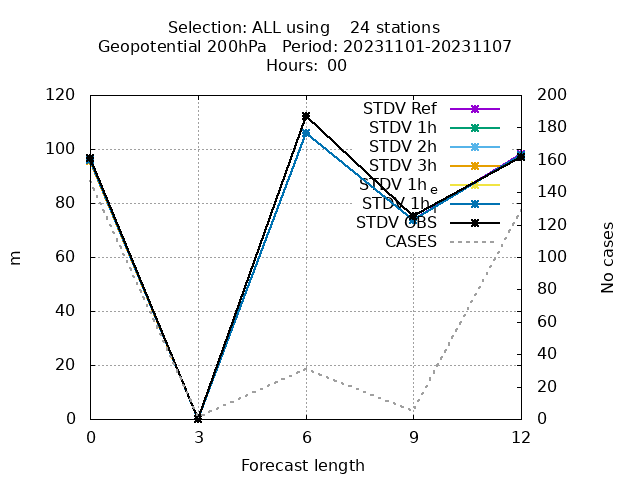 Selection: ALL using    24 stations
Geopotential 200hPa   Period: 20231101-20231107
Hours:  00
120
100
80
60
40
20
0
m
200
180
160
140
120
100
80
60
40
20
0
No cases
STDV Ref
STDV 1h
STDV 2h
STDV 3h
STDV 1h e
STDV 1h
STDV OBS
CASES
0 3 6 9 12
Forecast length